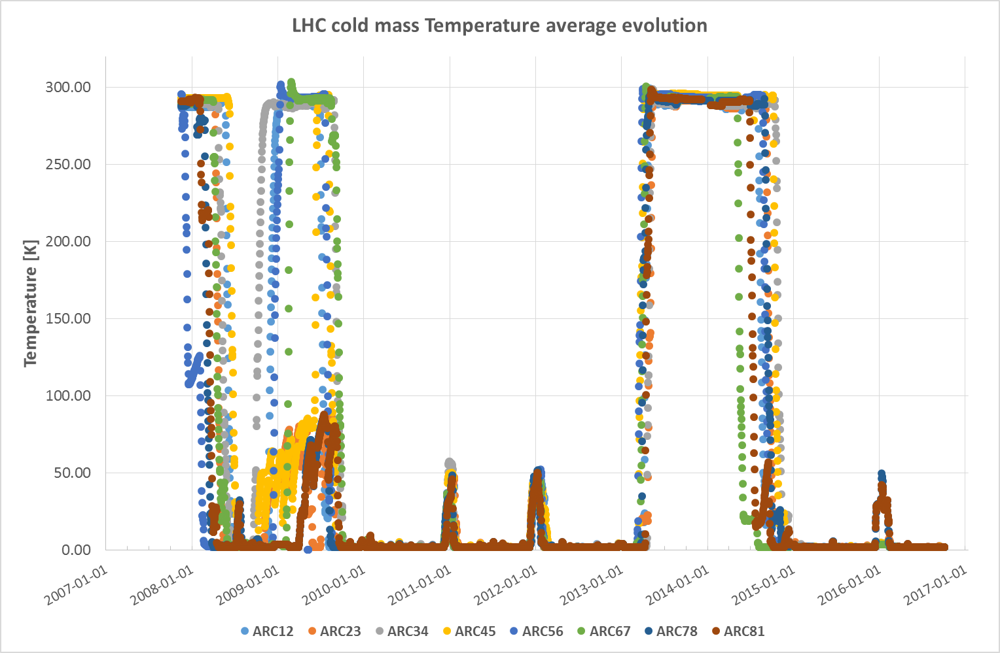 LHC cold mass Temperature average evolution
Temperature [K]
300.00
250.00
200.00
150.00
100.00
50.00
0.00
2007-01-01 2008-01-01 2009-01-01 2010-01-01 2011-01-01 2012-01-01 2013-01-01 2014-01-01 2015-01-01 2016-01-01 2017-01-01
ARC12 ARC23 ARC34 ARC45 ARC56 ARC67 ARC78 ARC81